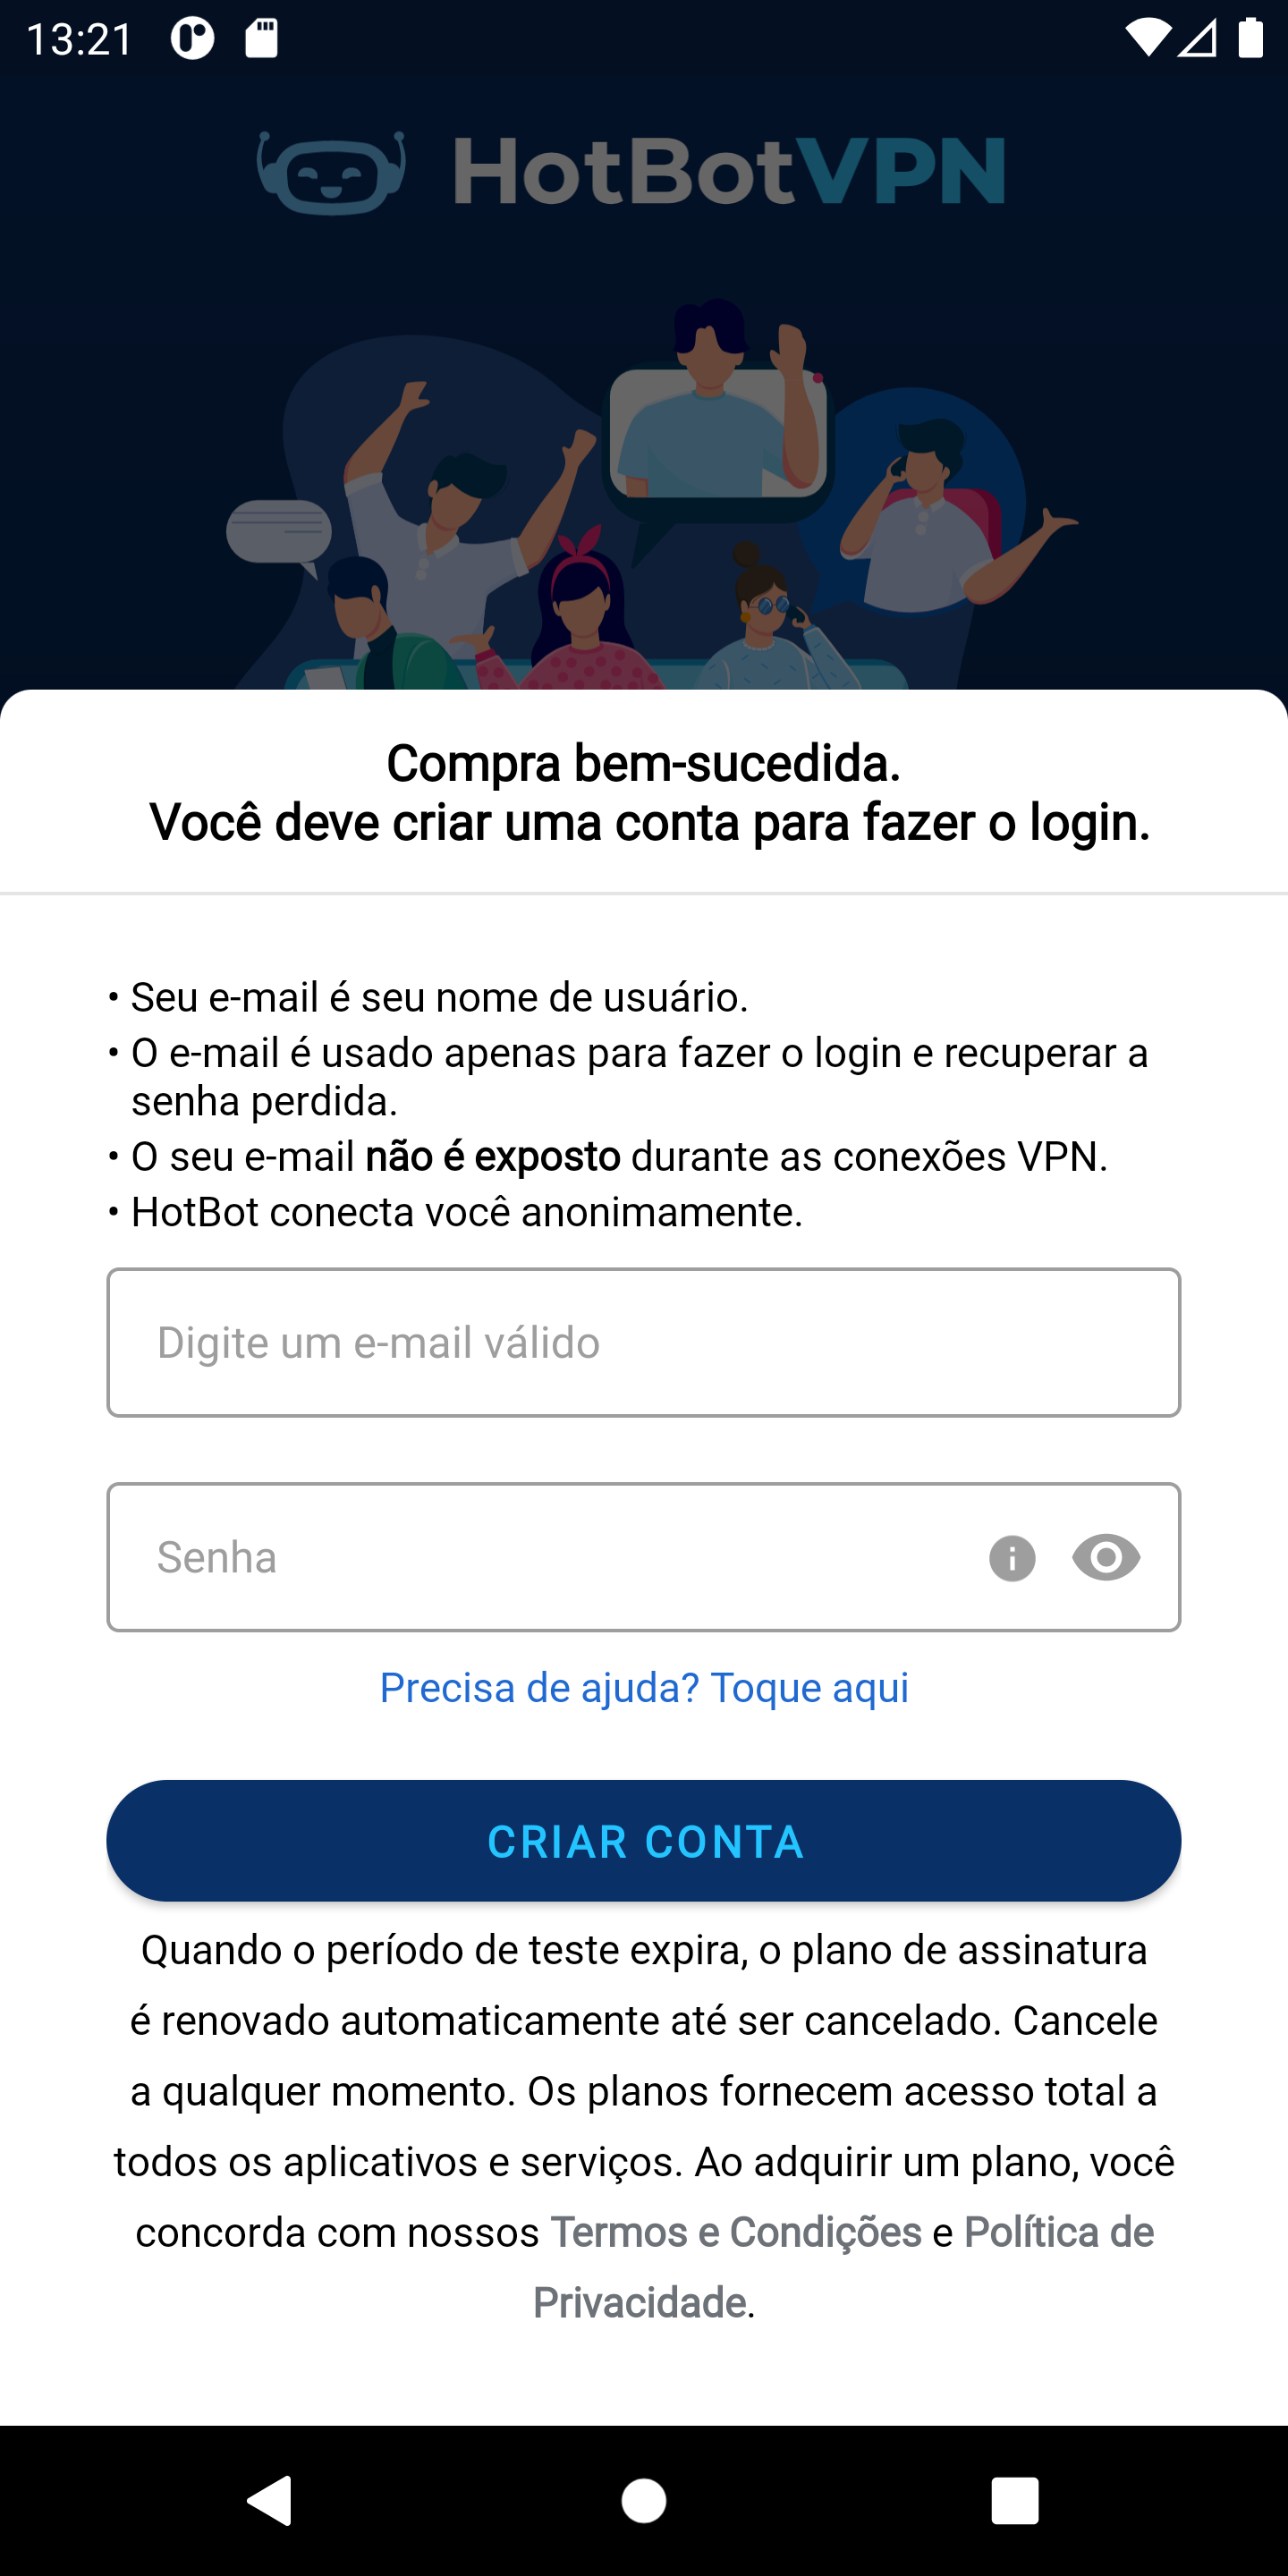 13:21
HotBotVPN
Compra bem-sucedida.
Você deve criar uma conta para fazer o login.
• Seu e-mail é seu nome de usuário.
• O e-mail é usado apenas para fazer o login e recuperar a
senha perdida.
• O seu e-mail não é exposto durante as conexões VPN.
• HotBot conecta você anonimamente.
Digite um e-mail válido
Senha
Precisa de ajuda? Toque aqui
CRIAR CONTA
Quando o período de teste expira, o plano de assinatura
é renovado automaticamente até ser cancelado. Cancele
a qualquer momento. Os planos fornecem acesso total a
todos os aplicativos e serviços. Ao adquirir um plano, você
concorda com nossos Termos e Condições e Política de
Privacidade.